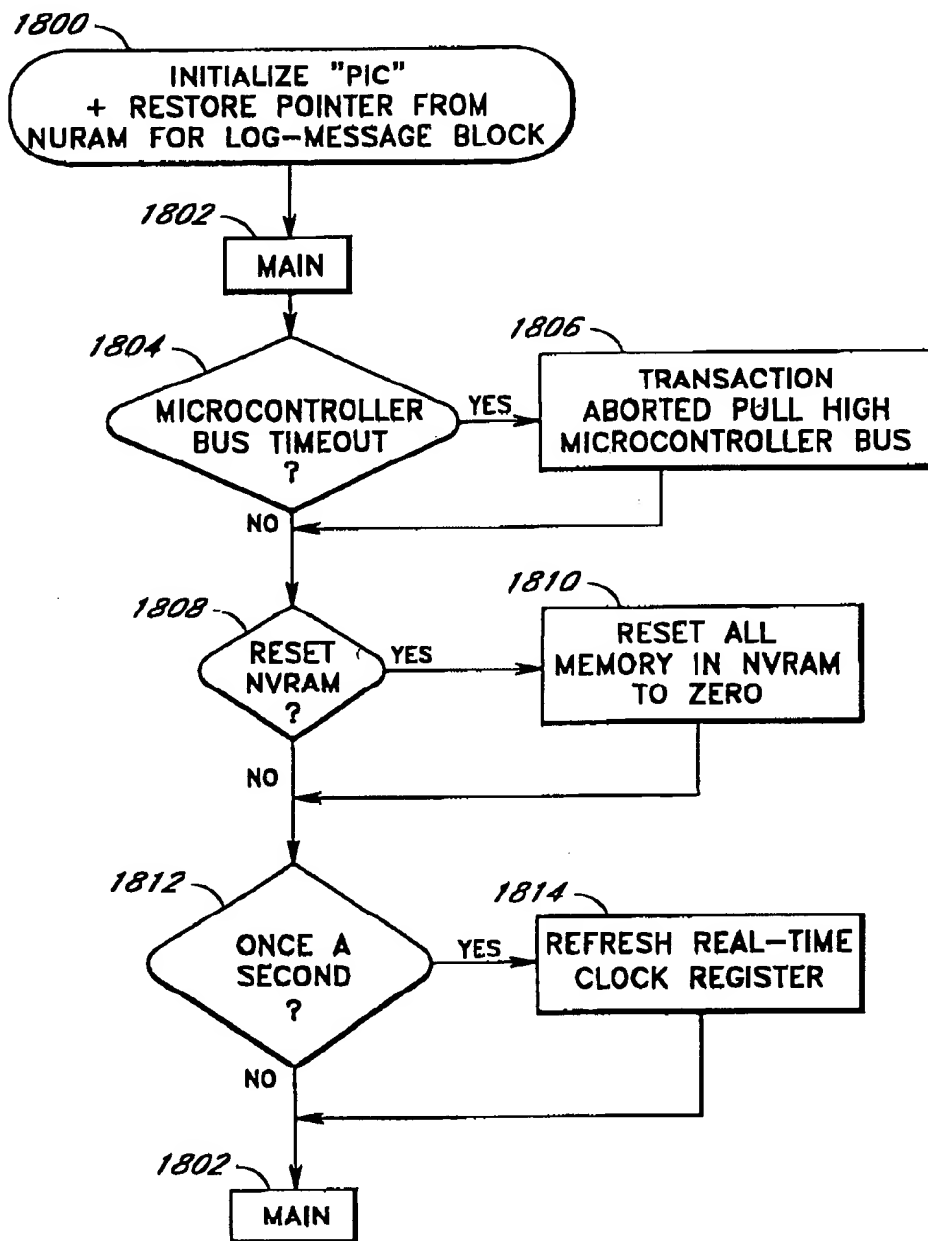 1800
INITIALIZE "PIC"
+ RESTORE POINTER FROM
NURAM FOR LOG-MESSAGE BLOCK
1802
MAIN
1804
MICROCONTROLLER
BUS TIMEOUT
?
YES
1806
TRANSACTION
ABORTED PULL HIGH
MICROCONTROLLER BUS
NO
1808
RESET
NVRAM
?
YES
1810
RESET ALL
MEMORY IN NVRAM
TO ZERO
NO
1812
ONCE A
SECOND
?
YES
1814
REFRESH REAL-TIME
CLOCK REGISTER
NO
1802
MAIN